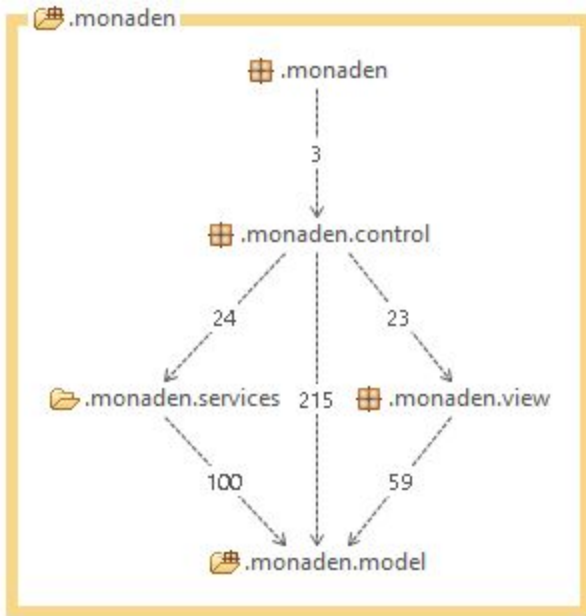 .monaden
.monaden
3
.monaden.control
24
23
.monaden.services
215
.monaden.view
100
59
.monaden.model